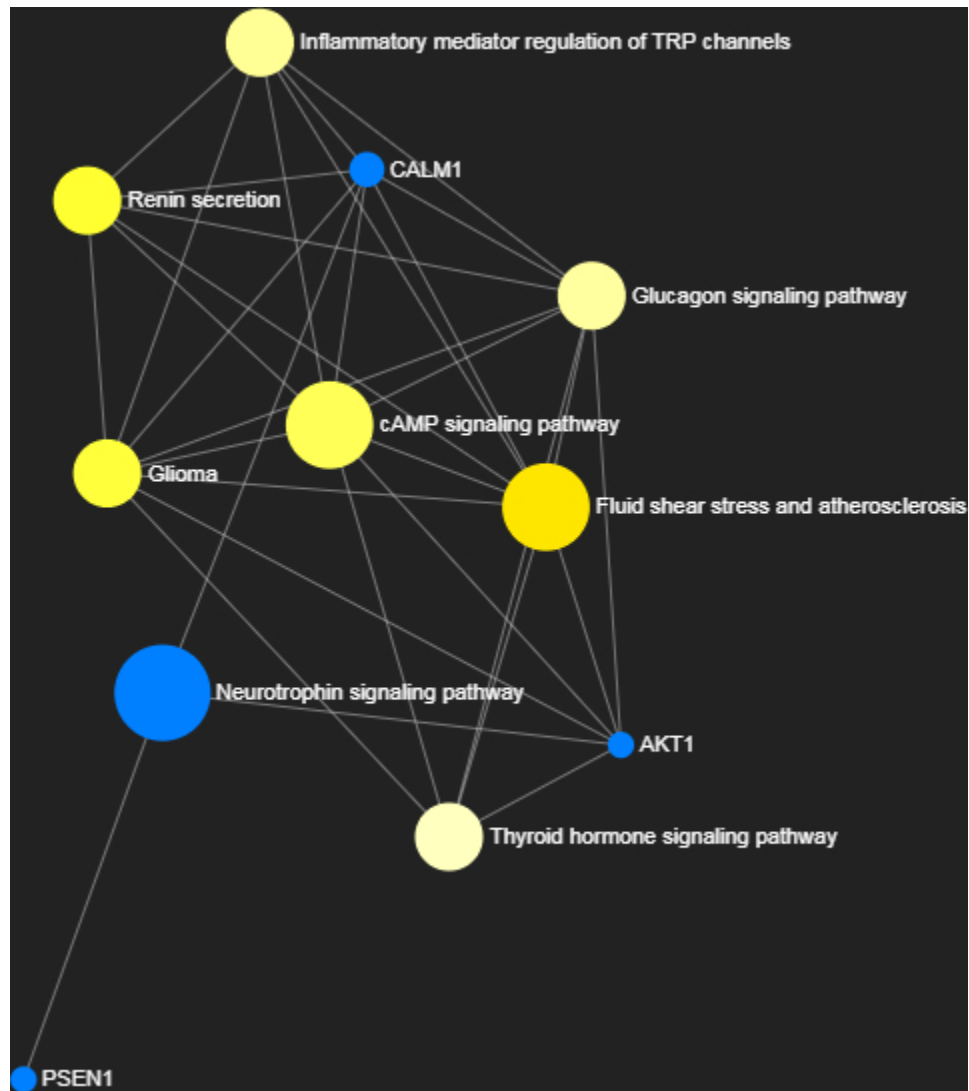 Inflammatory mediator regulation of TRP channels
CALM1
Renin secretion
Glucagon signaling pathway
cAMP signaling pathway
Glioma
Fluid shear stress and atherosclerosis
Neurotrophin signaling pathway
AKT1
Thyroid hormone signaling pathway
PSEN1